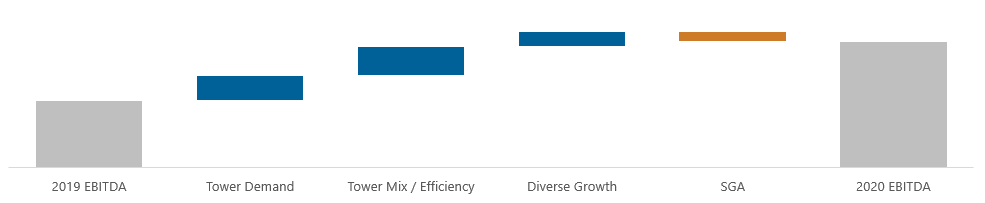 2019 EBITDA
Tower Demand
Tower Mix / Efficiency
Diverse Growth
SGA
2020 EBITDA